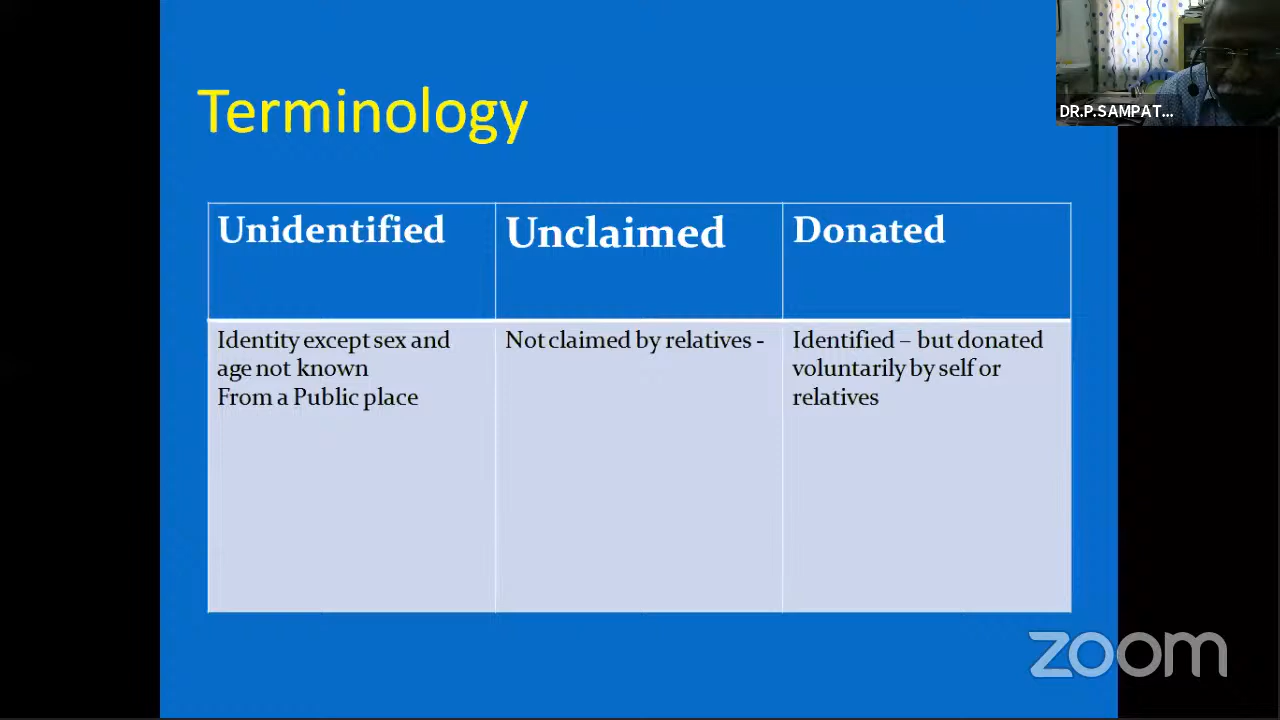 Terminology
DR.P.SAMPAT...
Unidentified
Unclaimed
Donated
Identity except sex and
age not known
From a Public place
Not claimed by relatives -
Identified – but donated
voluntarily by self or
relatives
zoom